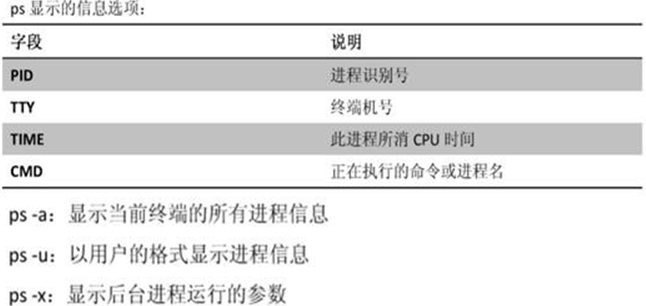 ps 显示的信息选项:
字段 说明
PID 进程识别号
TTY 终端机号
TIME 此进程所消 CPU 时间
CMD 正在执行的命令或进程名
ps -a：显示当前终端的所有进程信息
ps -u：以用户的格式显示进程信息
ps -x：显示后台进程运行的参数